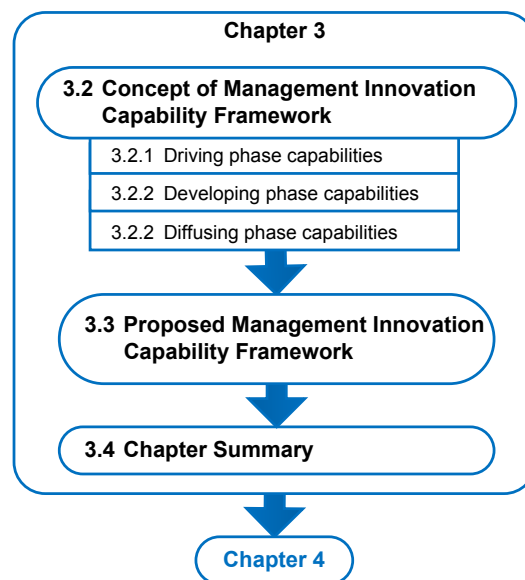 Chapter 3
3.2 Concept of Management Innovation
Capability Framework
3.2.1 Driving phase capabilities
3.2.2 Developing phase capabilities
3.2.2 Diffusing phase capabilities
3.3 Proposed Management Innovation
Capability Framework
3.4 Chapter Summary
Chapter 4